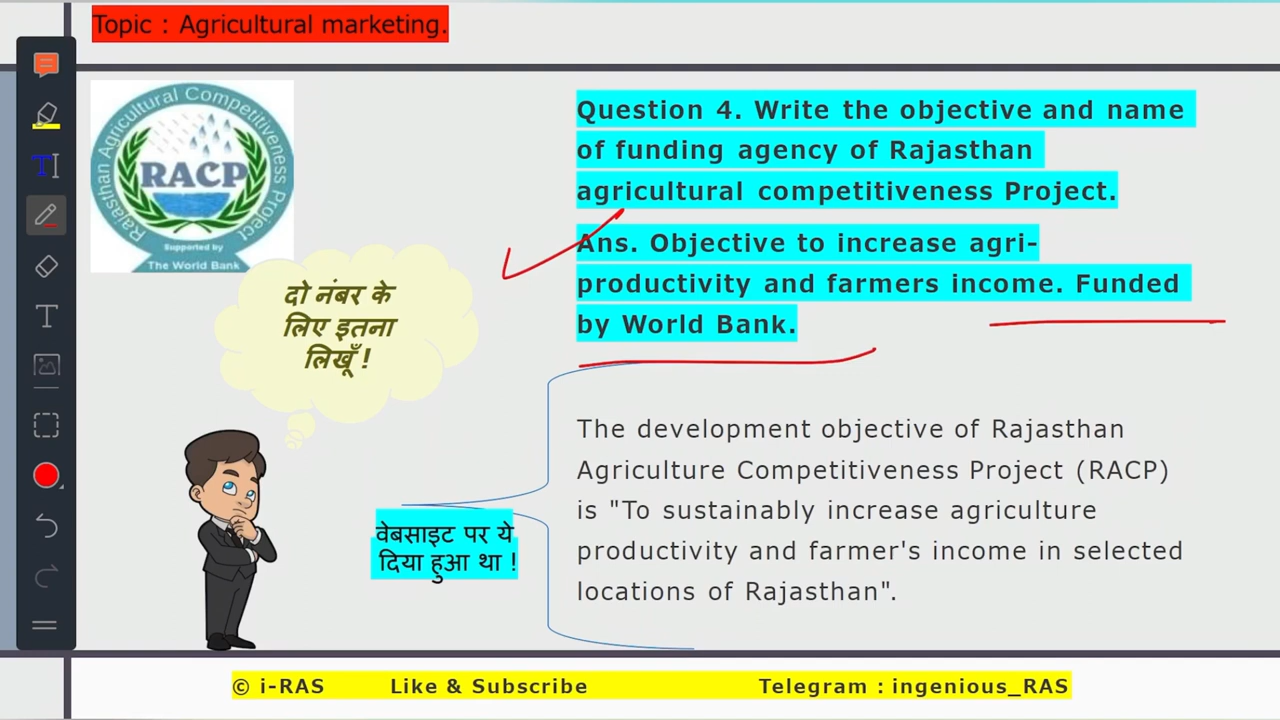 Topic : Agricultural marketing.
Rajasthan Agricultural Competitiveness Project
RACP
Supported by
The World Bank
Question 4. Write the objective and name
of funding agency of Rajasthan
agricultural competitiveness Project.
Ans. Objective to increase agri-
productivity and farmers income. Funded
by World Bank.
दो नंबर के
लिए इतना
लिखूँ !
वेबसाइट पर ये
दिया हुआ था !
The development objective of Rajasthan
Agriculture Competitiveness Project (RACP)
is "To sustainably increase agriculture
productivity and farmer's income in selected
locations of Rajasthan".
© i-RAS Like & Subscribe Telegram : ingenious_RAS